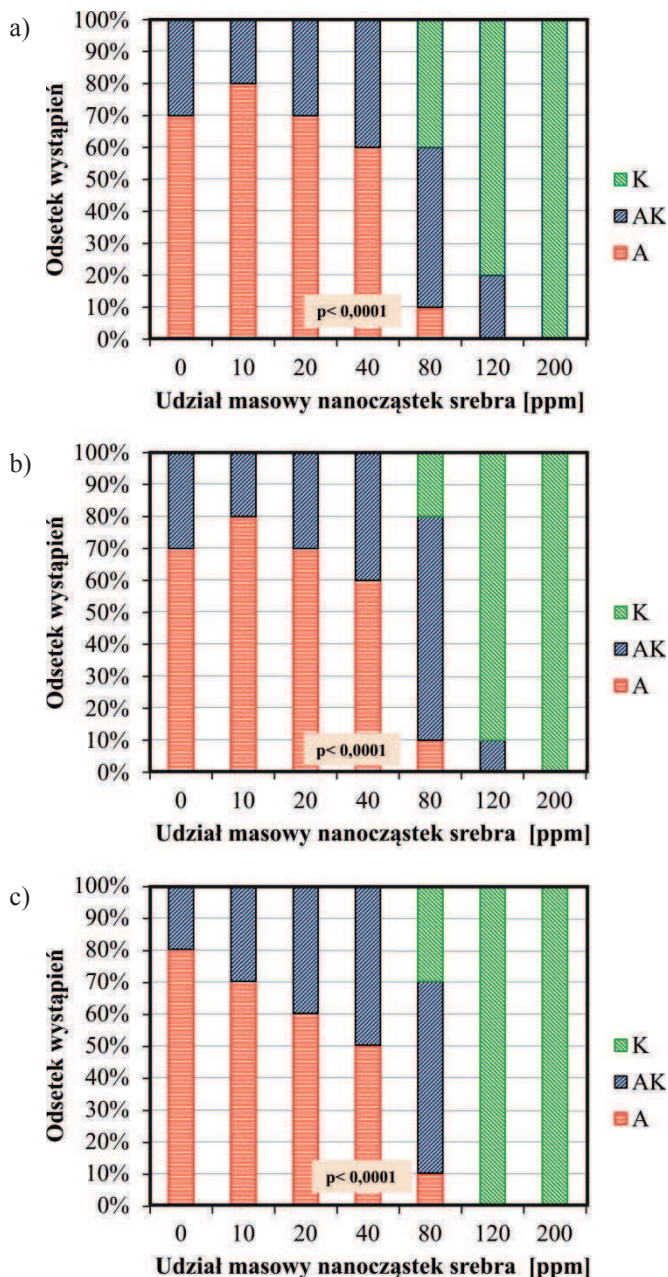 a)
100%
90%
80%
70%
60%
50%
40%
30%
20%
10%
0%
Odsetek wystąpień
p< 0,0001
K
AK
A
0 10 20 40 80 120 200
Udział masowy nanocząstek srebra [ppm]
b)
100%
90%
80%
70%
60%
50%
40%
30%
20%
10%
0%
Odsetek wystąpień
p< 0,0001
K
AK
A
0 10 20 40 80 120 200
Udział masowy nanocząstek srebra [ppm]
c)
100%
90%
80%
70%
60%
50%
40%
30%
20%
10%
0%
Odsetek wystąpień
p< 0,0001
K
AK
A
0 10 20 40 80 120 200
Udział masowy nanocząstek srebra [ppm]